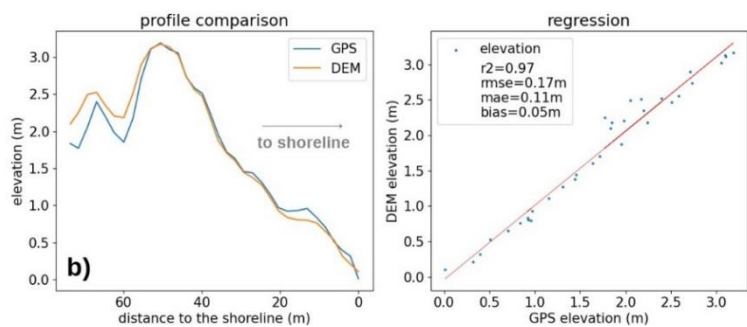 profile comparison
GPS
DEM
to shoreline
b)
elevation (m)
3.0
2.5
2.0
1.5
1.0
0.5
0.0
60
40
20
0
distance to the shoreline (m)
regression
elevation
r2=0.97
rmse=0.17m
mae=0.11m
bias=0.05m
DEM elevation (m)
3.0
2.5
2.0
1.5
1.0
0.5
0.0
0.0 0.5 1.0 1.5 2.0 2.5 3.0
GPS elevation (m)